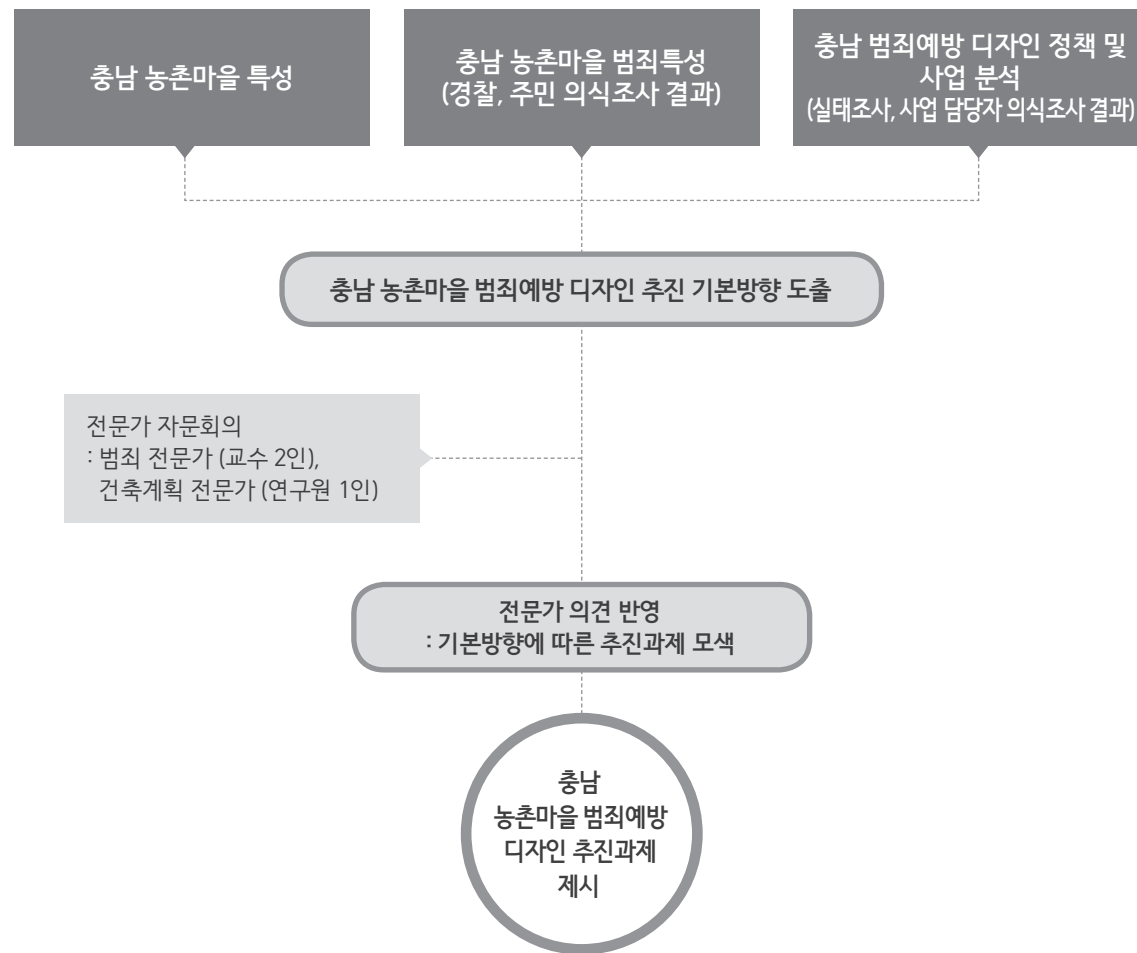 충남 농촌마을 특성
충남 농촌마을 범죄특성
(경찰, 주민 의식조사 결과)
충남 범죄예방 디자인 정책 및
사업 분석
(실태조사, 사업 담당자 의식조사 결과)
충남 농촌마을 범죄예방 디자인 추진 기본방향 도출
전문가 자문회의
: 범죄 전문가 (교수 2인),
건축계획 전문가 (연구원 1인)
전문가 의견 반영
: 기본방향에 따른 추진과제 모색
충남
농촌마을 범죄예방
디자인 추진과제
제시